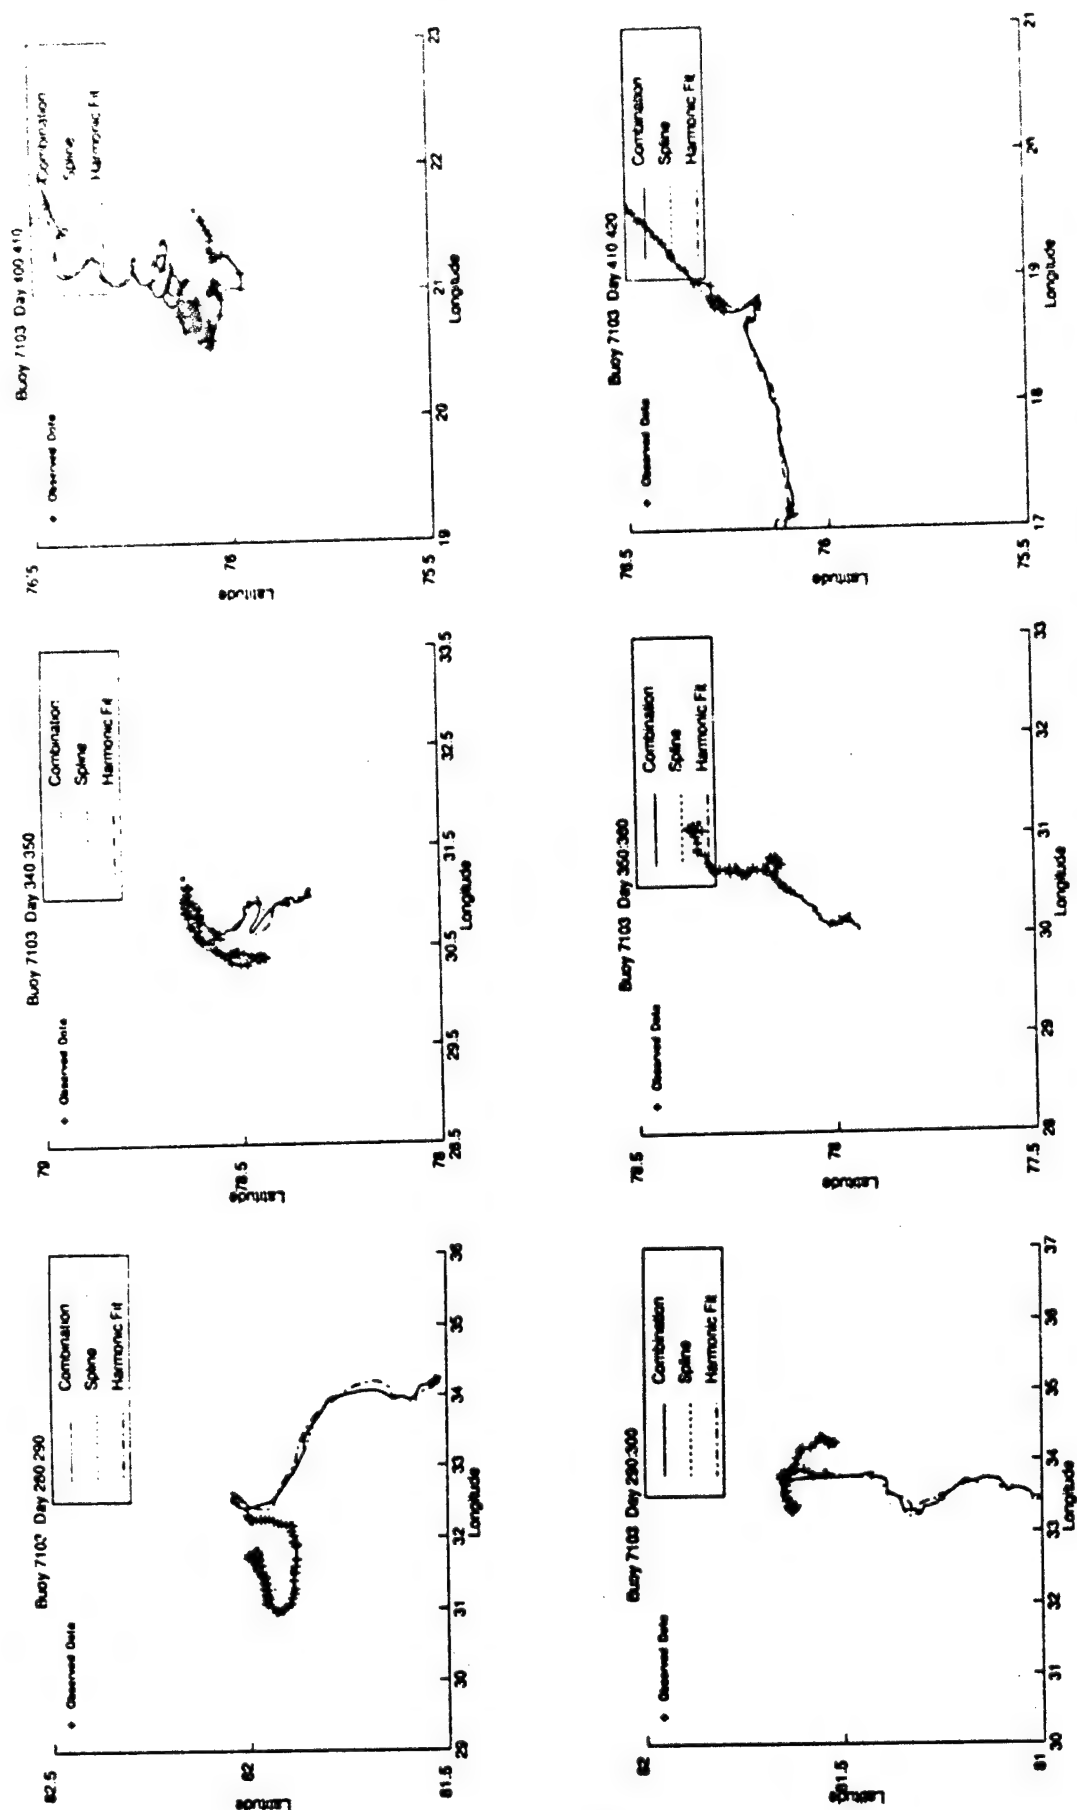 Buoy 7102 Day 280 290
Observed Data
Combination
Spline
Harmonic Fit
82.5
82
81.5
Latitude
29
30
31
32
33
34
35
36
Longitude
Buoy 7103 Day 340 350
Observed Data
Combination
Spline
Harmonic Fit
79
78.5
78
Latitude
28.5
29.5
30.5
31.5
32.5
33.5
Longitude
Buoy 7103 Day 400 410
Observed Data
Combination
Spline
Harmonic Fit
76.5
76
75.5
Latitude
19
20
21
22
23
Longitude
Buoy 7103 Day 290:300
Observed Data
Combination
Spline
Harmonic Fit
82
81.5
81
Latitude
30
31
32
33
34
35
36
37
Longitude
Buoy 7103 Day 350:360
Observed Data
Combination
Spline
Harmonic Fit
78.5
78
77.5
Latitude
28
29
30
31
32
33
Longitude
Buoy 7103 Day 410 420
Observed Data
Combination
Spline
Harmonic Fit
76.5
76
75.5
Latitude
17
18
19
20
21
Longitude